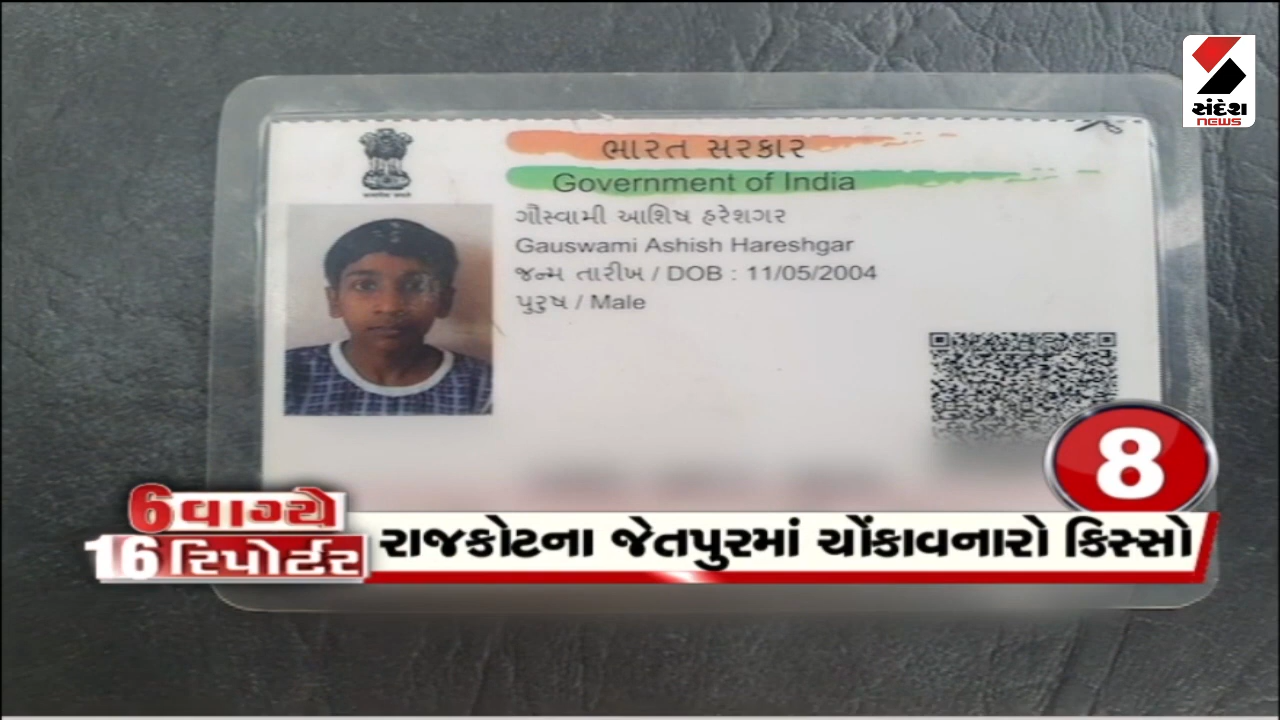 સંદેશ
NEWS
ભારત સરકાર
Government of India
ગૌસ્વામી આશિષ હરેશગર
Gauswami Ashish Hareshgar
જન્મ તારીખ / DOB : 11/05/2004
પુરુષ / Male
8
6 વાગ્યે
16 રિપોર્ટર
રાજકોટના જેતપુરમાં ચોંકાવનારો કિસ્સો